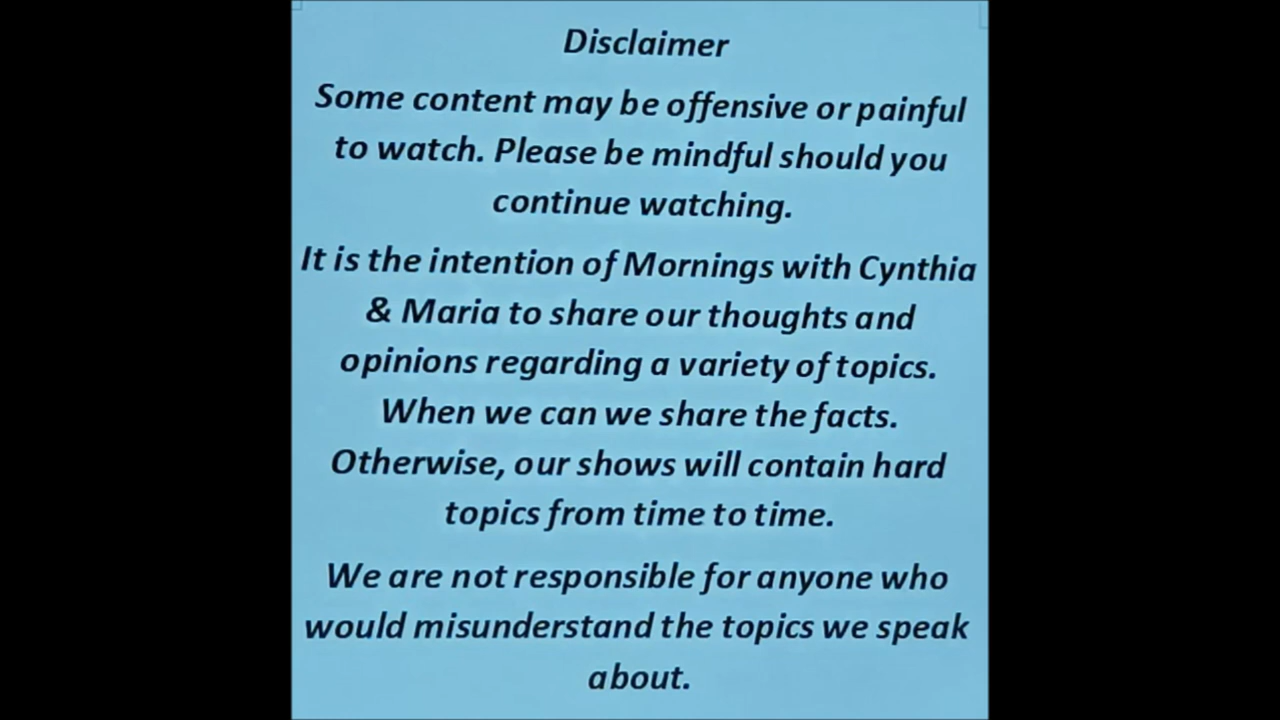 Disclaimer
Some content may be offensive or painful
to watch. Please be mindful should you
continue watching.
It is the intention of Mornings with Cynthia
& Maria to share our thoughts and
opinions regarding a variety of topics.
When we can we share the facts.
Otherwise, our shows will contain hard
topics from time to time.
We are not responsible for anyone who
would misunderstand the topics we speak
about.